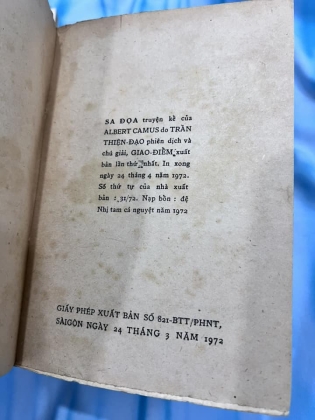 SA ĐỌA truyện kể của
ALBERT CAMUS do TRẦN
THIỆN-ĐẠO phiên dịch và
chú giải, GIAO-ĐIỂM xuất
bản lần thứ nhất. In xong
ngày 24 tháng 4 năm 1972.
Số thứ tự của nhà xuất
bản : 31/72. Nạp bổn : đệ
Nhị tam cá nguyệt năm 1972
GIẤY PHÉP XUẤT BẢN SỐ 821-BTT/PHNT,
SÀIGÒN NGÀY 24 THÁNG 3 NĂM 1972